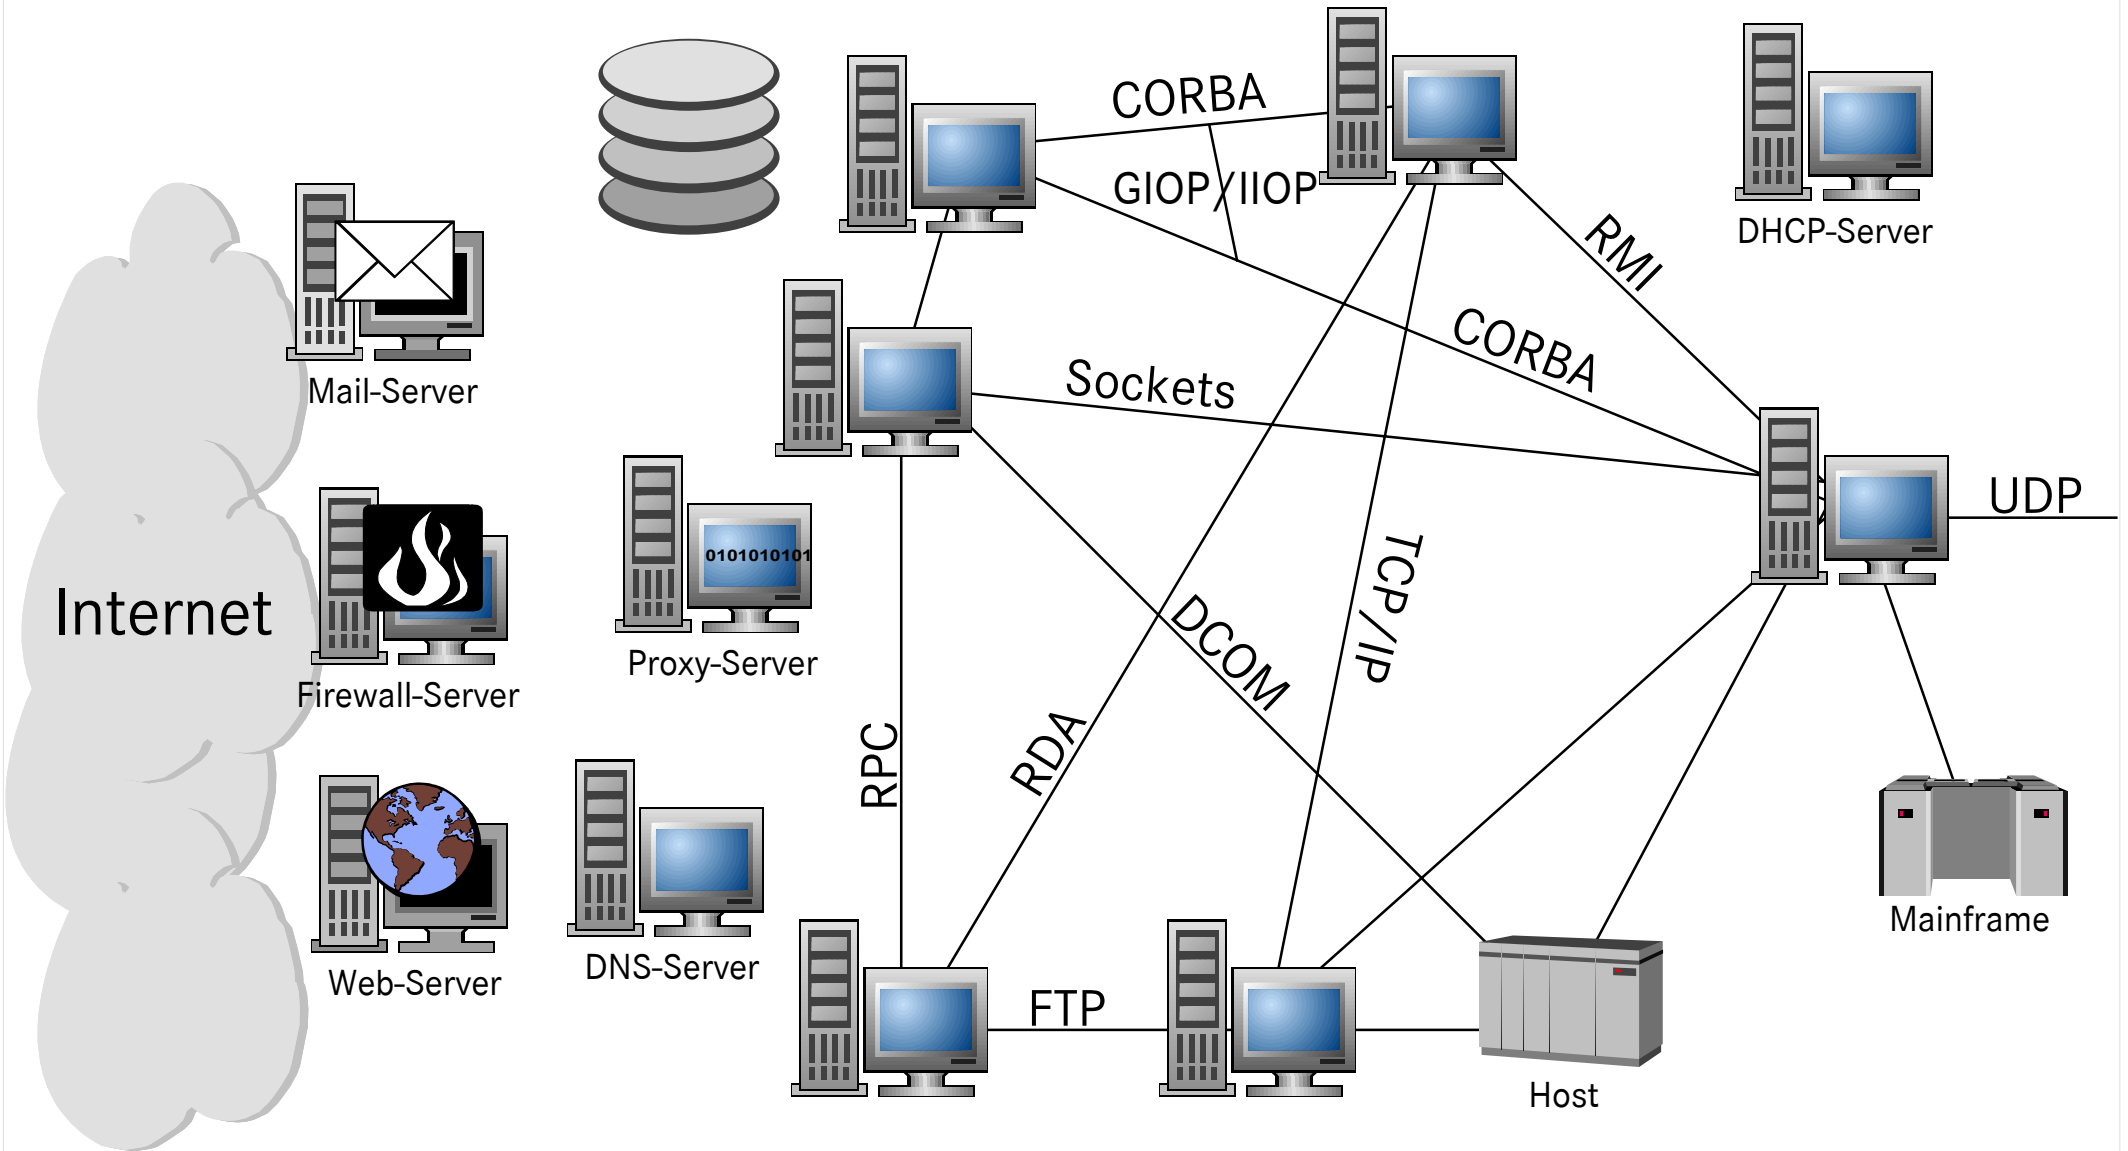 CORBA
GIOP/IIOP
DHCP-Server
RMI
Mail-Server
CORBA
Sockets
UDP
0101010101
TCP/IP
Internet
Proxy-Server
Firewall-Server
DCOM
RDA
RPC
Mainframe
DNS-Server
Web-Server
FTP
Host